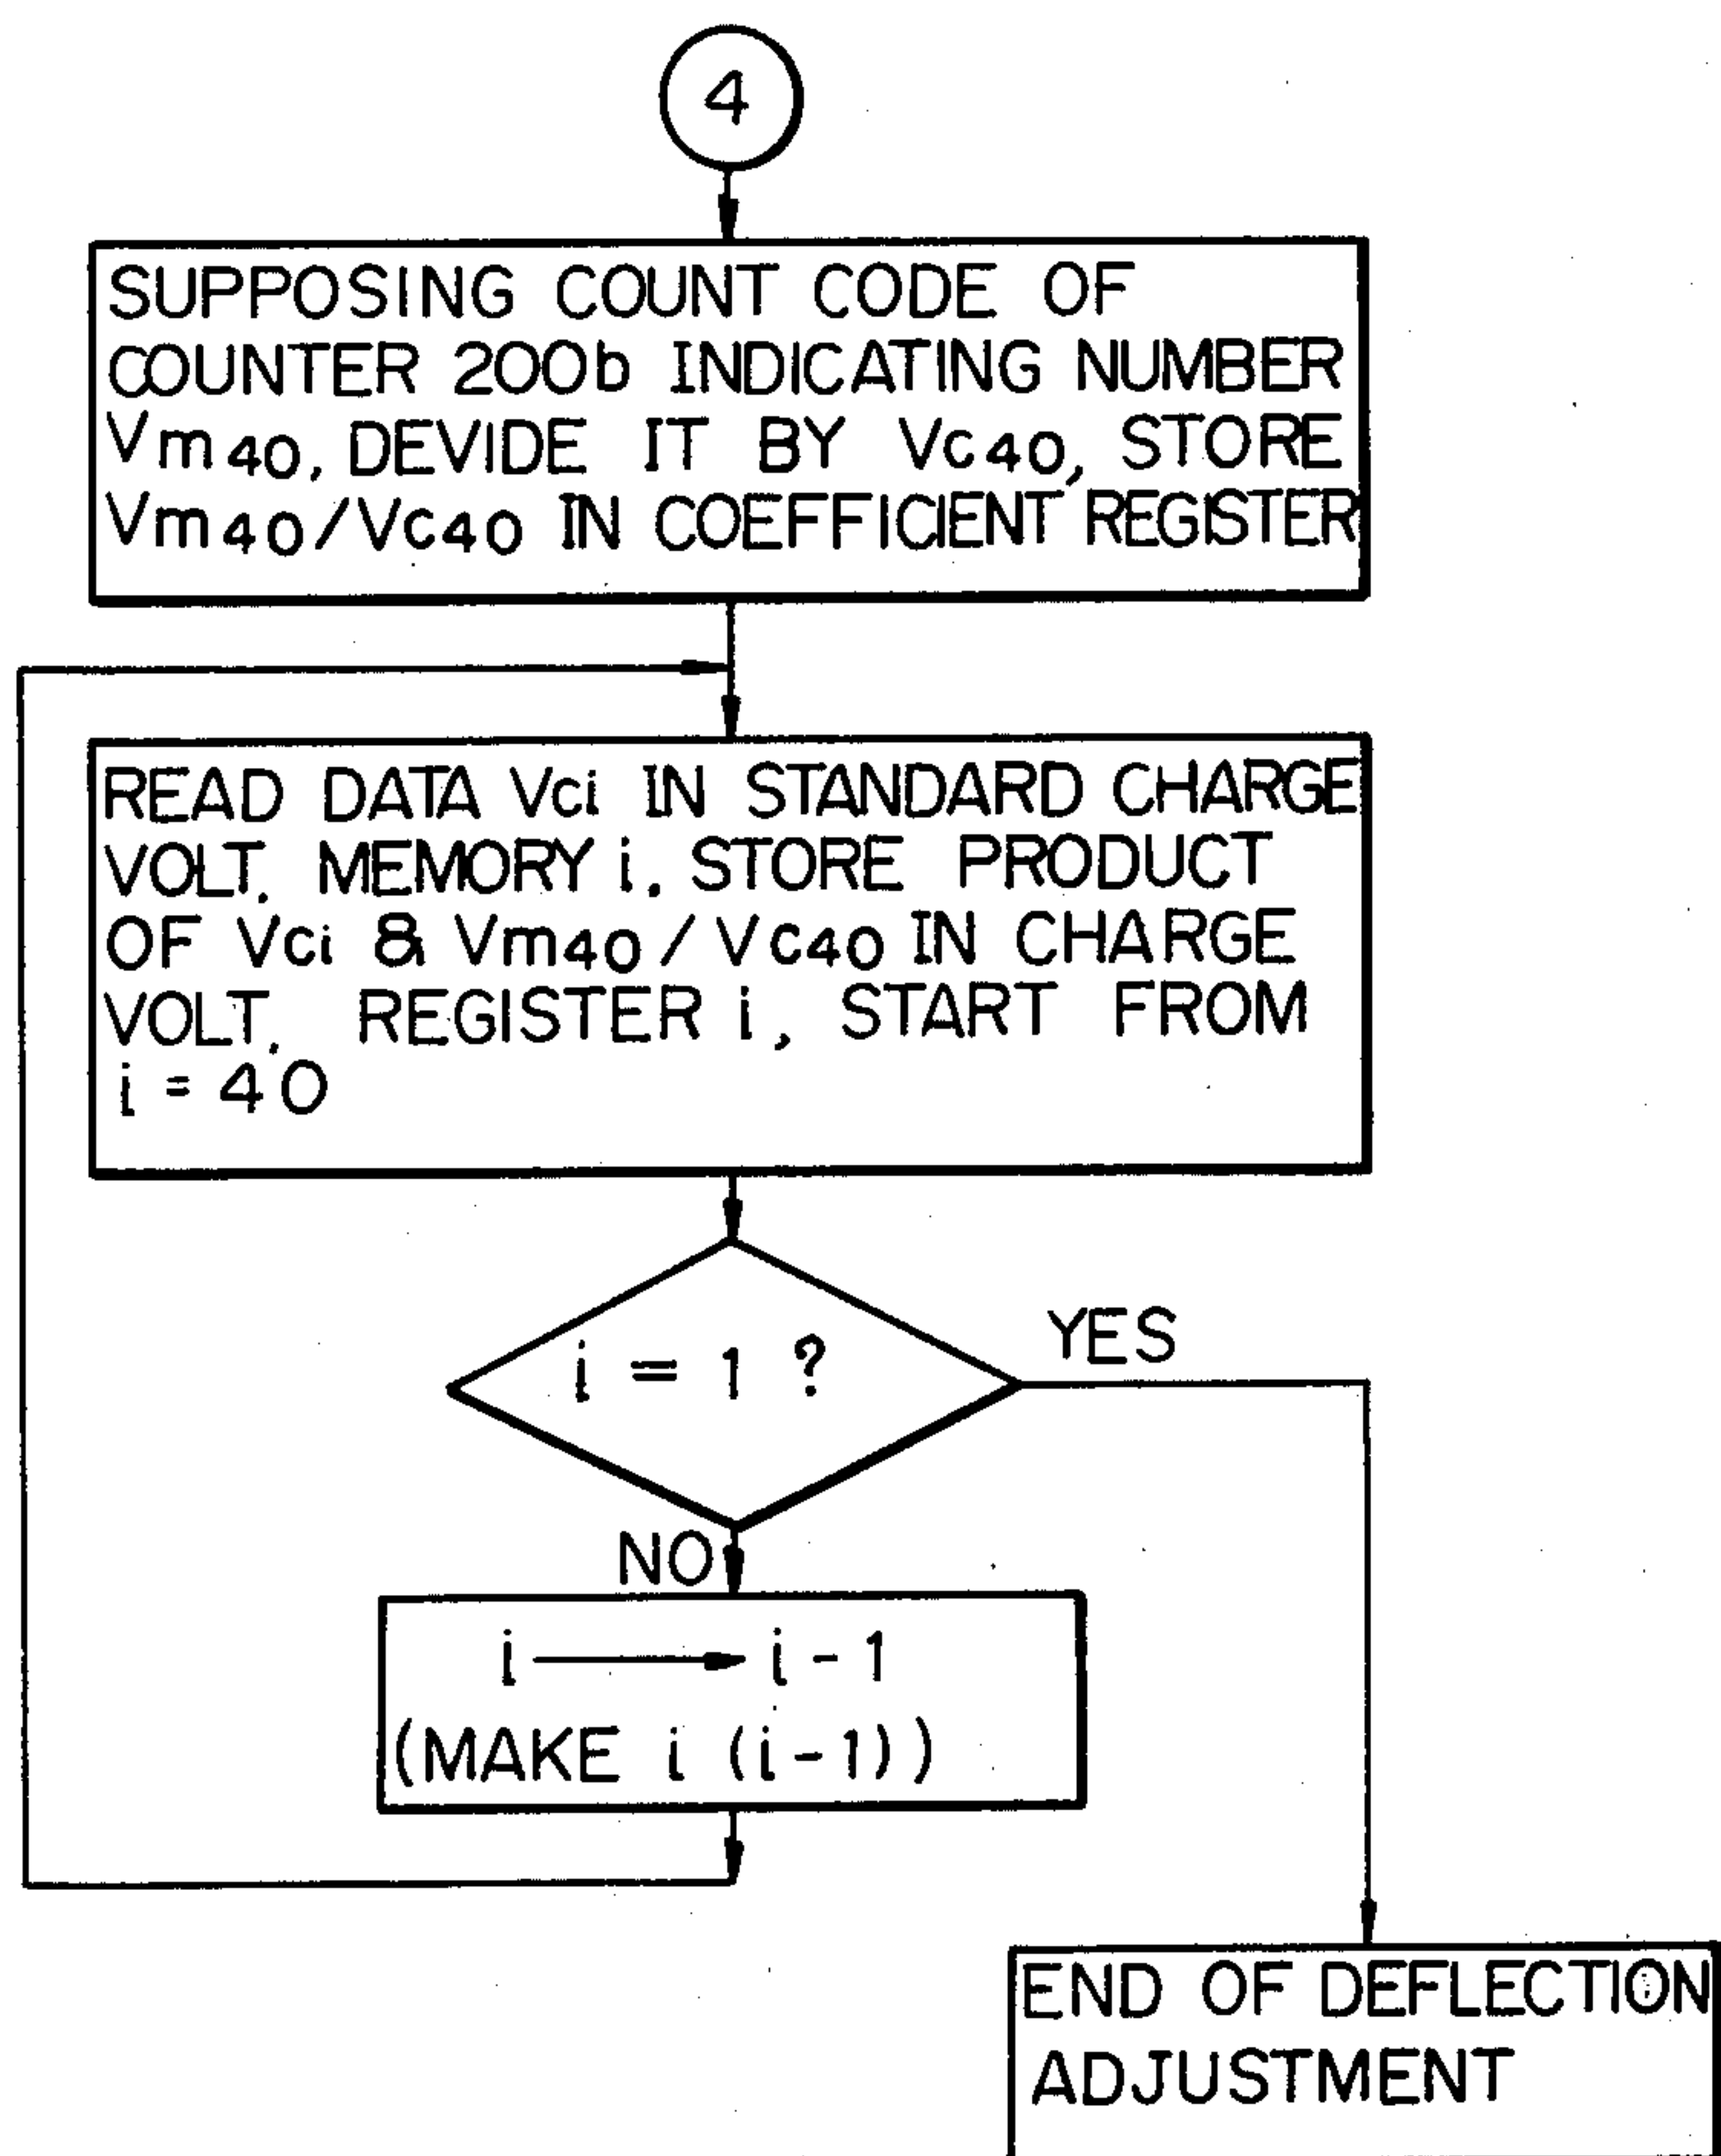 4
SUPPOSING COUNT CODE OF
COUNTER 200b INDICATING NUMBER
Vm40, DEVIDE IT BY Vc40, STORE
Vm40/Vc40 IN COEFFICIENT REGISTER
READ DATA Vci IN STANDARD CHARGE
VOLT. MEMORY i, STORE PRODUCT
OF Vci & Vm40/Vc40 IN CHARGE
VOLT. REGISTER i, START FROM
i = 40
i = 1 ?
YES
NO
i → i-1
(MAKE i (i-1))
END OF DEFLECTION
ADJUSTMENT